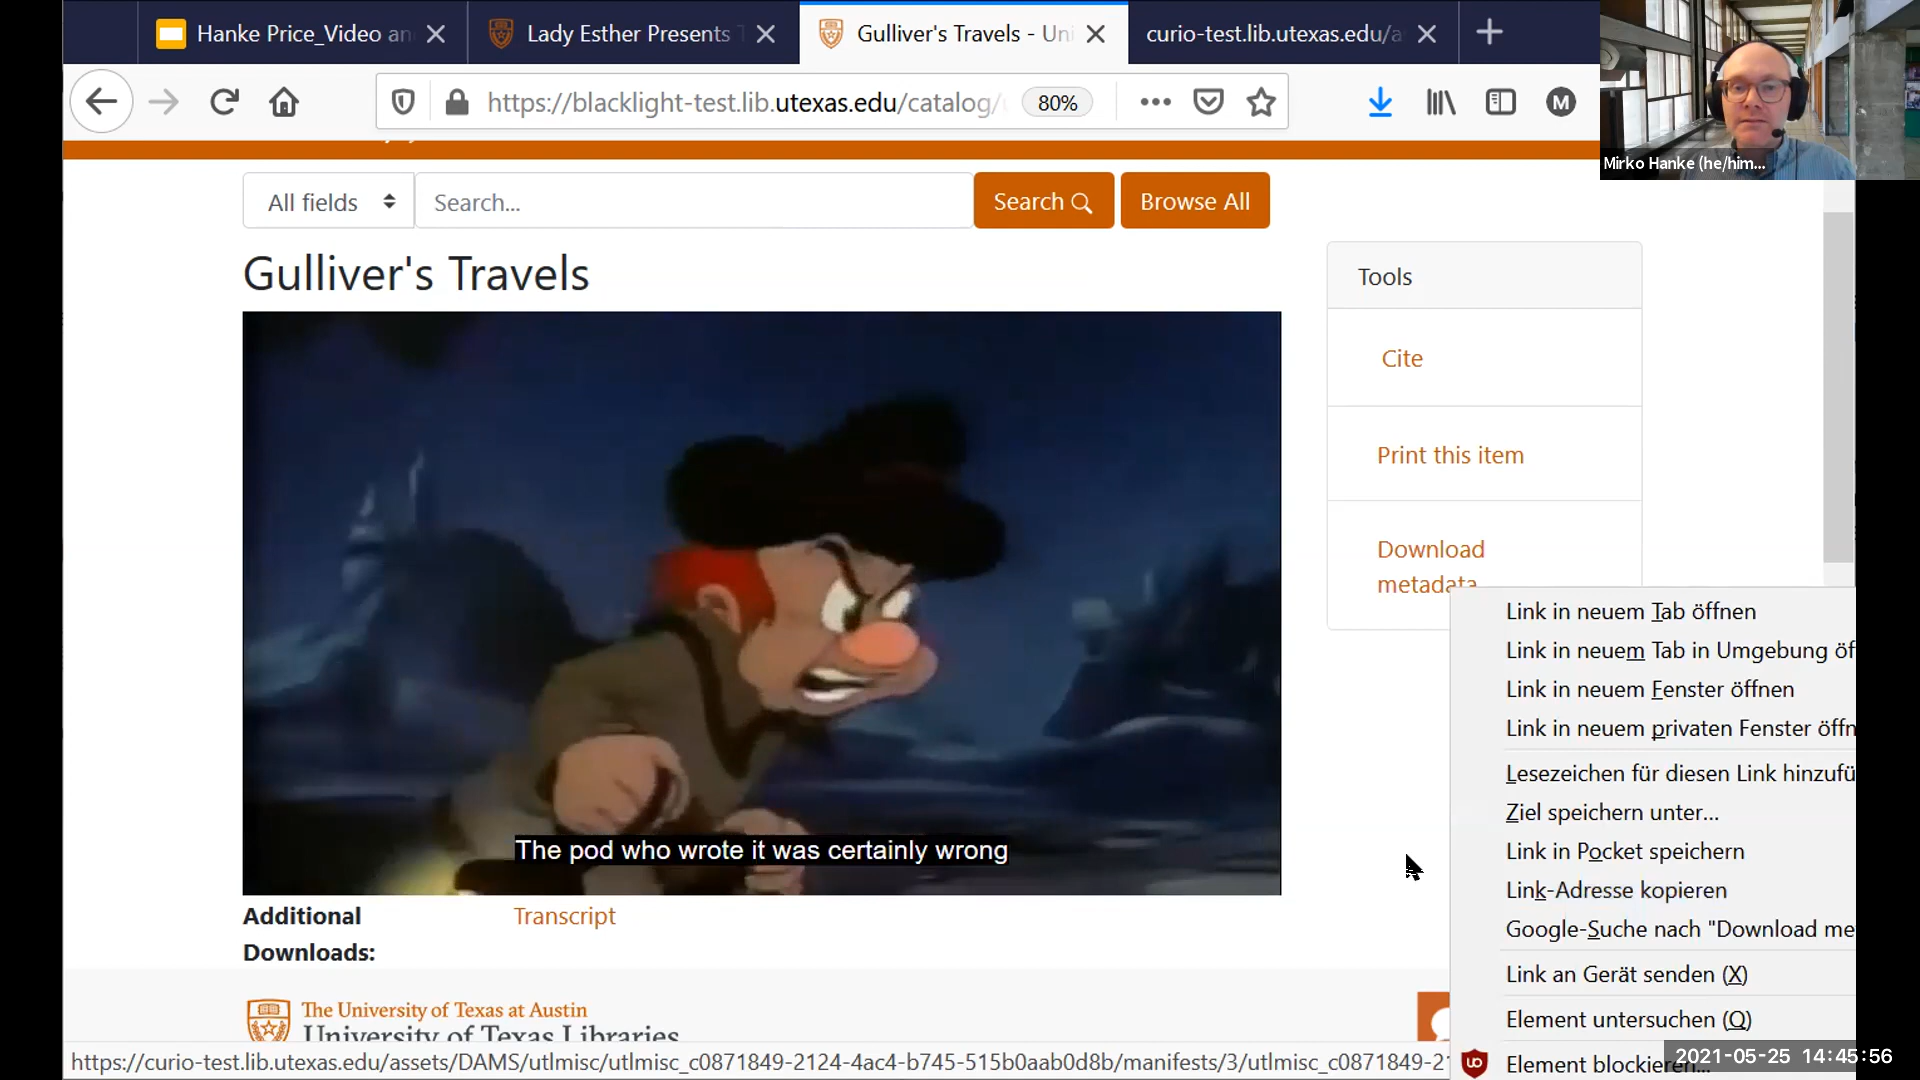 Hanke Price_Video an
Lady Esther Presents
Gulliver's Travels - Uni
curio-test.lib.utexas.edu/a
https://blacklight-test.lib.utexas.edu/catalog/
80%
M
Mirko Hanke (he/him...
All fields
Search...
Search
Browse All
Gulliver's Travels
Tools
Cite
Print this item
Download
metadata
The pod who wrote it was certainly wrong
Additional
Downloads:
Transcript
Link in neuem Tab öffnen
Link in neuem Tab in Umgebung öf
Link in neuem Fenster öffnen
Link in neuem privaten Fenster öffn
Lesezeichen für diesen Link hinzufü
Ziel speichern unter...
Link in Pocket speichern
Link-Adresse kopieren
Google-Suche nach "Download me
Link an Gerät senden (X)
Element untersuchen (Q)
Element blockieren...
The University of Texas at Austin
University of Texas Libraries
https://curio-test.lib.utexas.edu/assets/DAMS/utlmisc/utlmisc_c0871849-2124-4ac4-b745-515b0aab0d8b/manifests/3/utlmisc_c0871849-21
2021-05-25 14:45:56